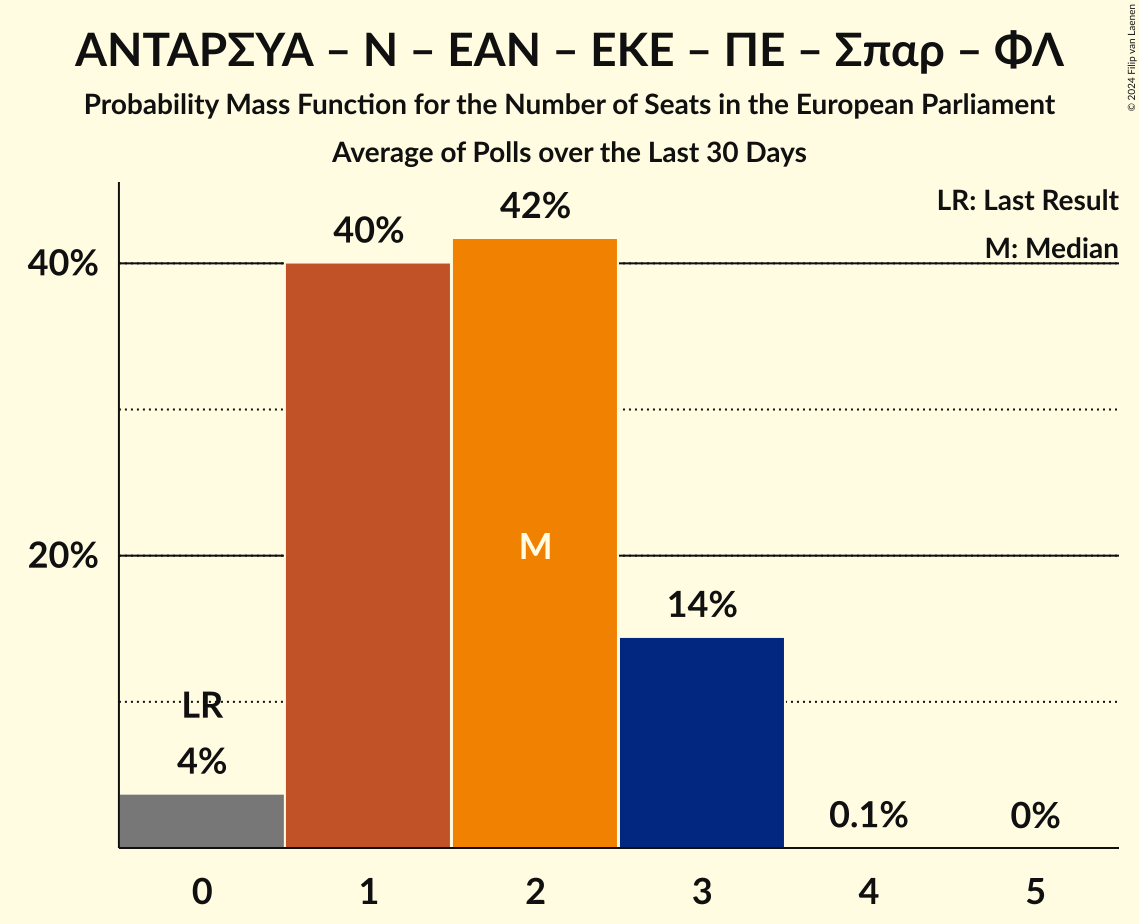 ΑΝΤΑΡΣΥΑ – Ν – ΕΑΝ – ΕΚΕ – ΠΕ – Σπαρ – ΦΛ
Probability Mass Function for the Number of Seats in the European Parliament
Average of Polls over the Last 30 Days
© 2024 Filip van Laenen
LR: Last Result
M: Median
40%
20%
LR
4%
40%
42%
M
14%
0.1%
0%
0 1 2 3 4 5